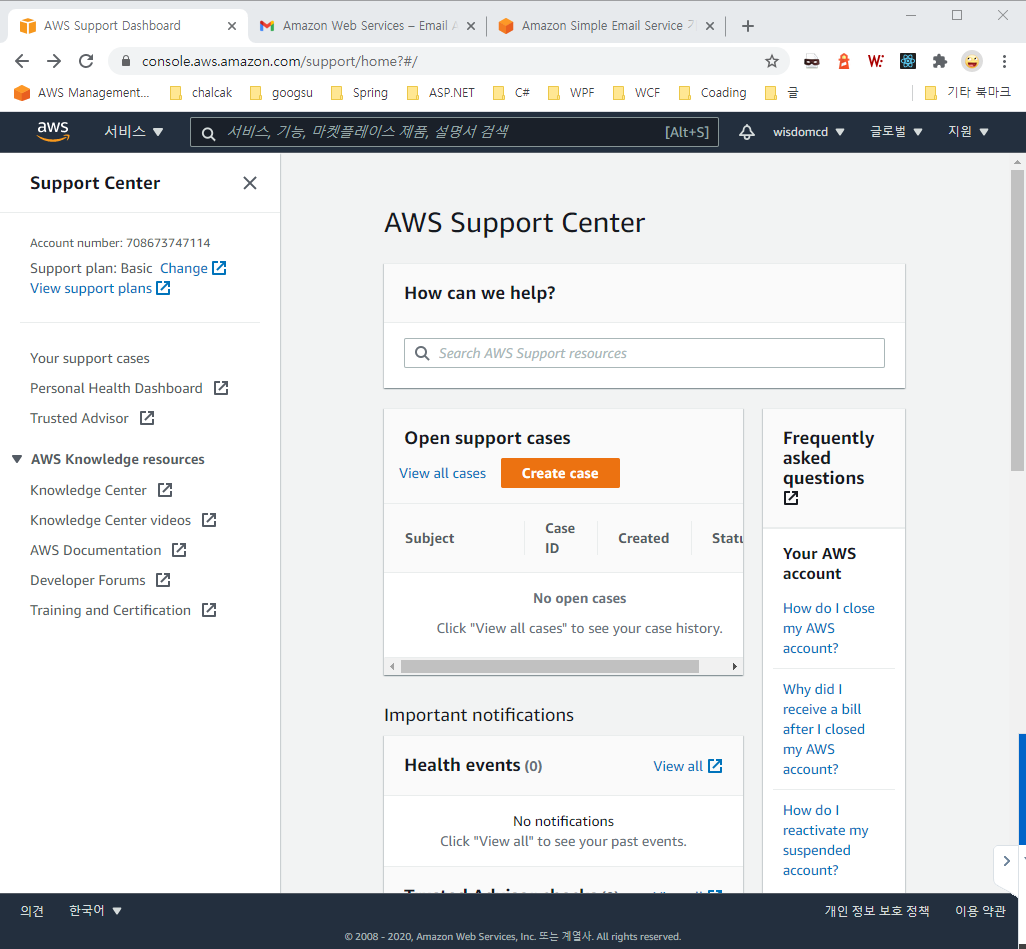 AWS Support Dashboard
Amazon Web Services – Email
Amazon Simple Email Service
console.aws.amazon.com/support/home?#/
AWS Management...
chalcak
googsu
Spring
ASP.NET
C#
WPF
WCF
Coading
글
기타 북마크
aws
서비스
서비스, 기능, 마켓플레이스 제품, 설명서 검색
[Alt+S]
wisdomcd
글로벌
지원
Support Center
Account number: 708673747114
Support plan: Basic Change
View support plans
Your support cases
Personal Health Dashboard
Trusted Advisor
AWS Knowledge resources
Knowledge Center
Knowledge Center videos
AWS Documentation
Developer Forums
Training and Certification
AWS Support Center
How can we help?
Search AWS Support resources
Open support cases
View all cases
Create case
Subject
Case
ID
Created
No open cases
Click "View all cases" to see your case history.
Important notifications
Health events (0)
View all
No notifications
Click "View all" to see your past events.
Frequently
asked
questions
Your AWS
account
How do I close
my AWS
account?
Why did I
receive a bill
after I closed
my AWS
account?
How do I
reactivate my
suspended
account?
의견
한국어
개인 정보 보호 정책
이용 약관
© 2008 - 2020, Amazon Web Services, Inc. 또는 계열사. All rights reserved.